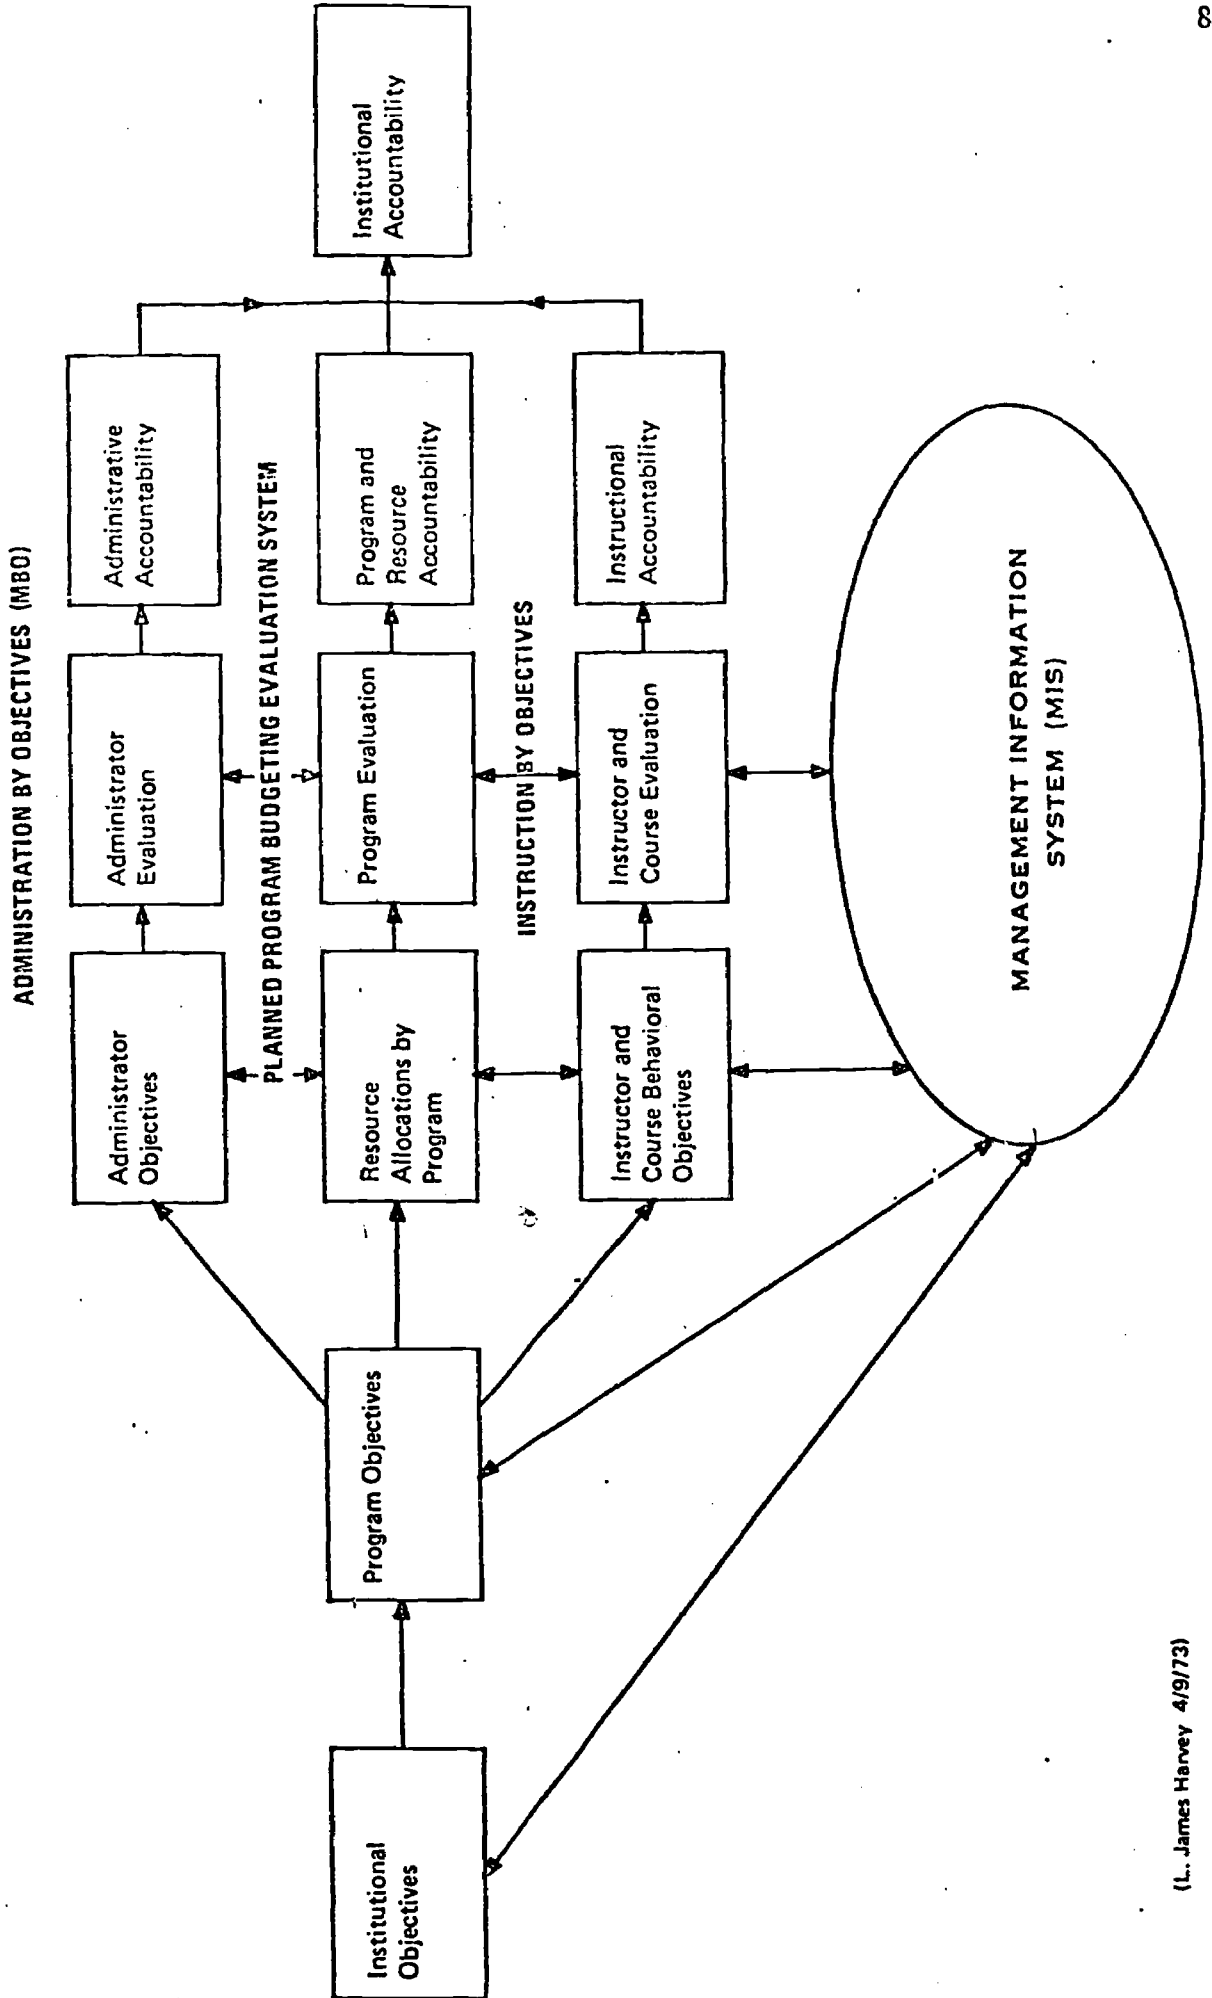 8
ADMINISTRATION BY OBJECTIVES (MBO)
Administrator
Objectives
Administrator
Evaluation
Administrative
Accountability
PLANNED PROGRAM BUDGETING EVALUATION SYSTEM
Institutional
Objectives
Program Objectives
Resource
Allocations by
Program
Program Evaluation
Program and
Resource
Accountability
Institutional
Accountability
INSTRUCTION BY OBJECTIVES
Instructor and
Course Behavioral
Objectives
Instructor and
Course Evaluation
Instructional
Accountability
MANAGEMENT INFORMATION
SYSTEM (MIS)
(L. James Harvey 4/9/73)